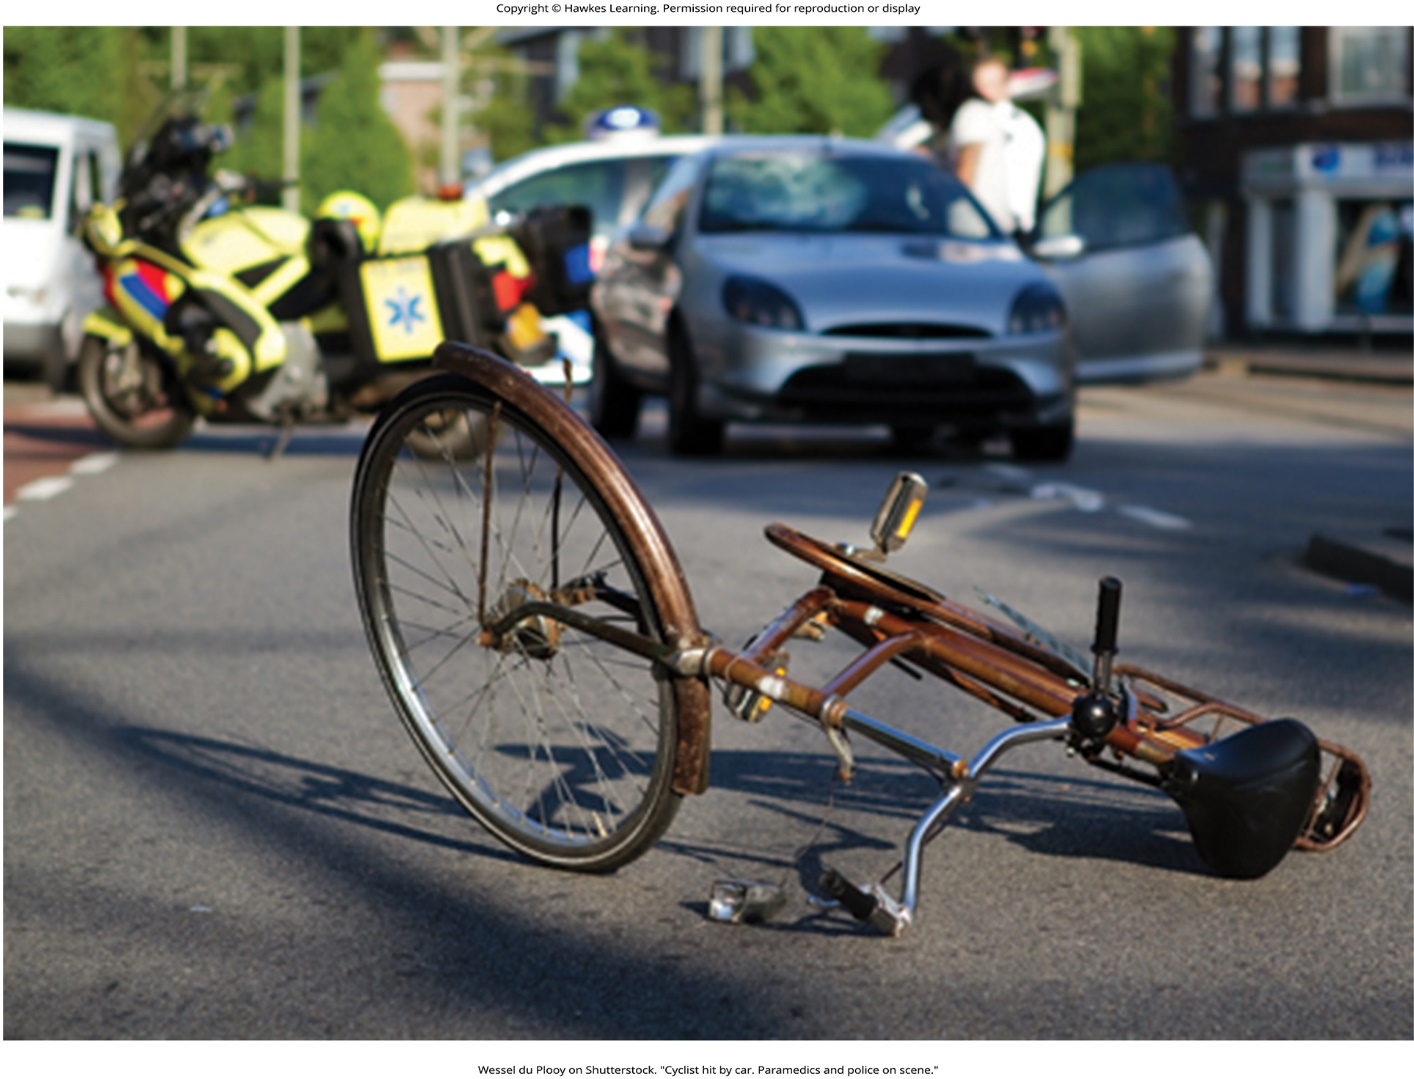 Copyright © Hawkes Learning. Permission required for reproduction or display
Wessel du Plooy on Shutterstock. "Cyclist hit by car. Paramedics and police on scene."